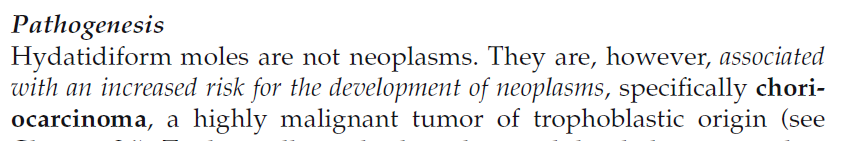 Pathogenesis
Hydatidiform moles are not neoplasms. They are, however, associated
with an increased risk for the development of neoplasms, specifically chori-
ocarcinoma, a highly malignant tumor of trophoblastic origin (see